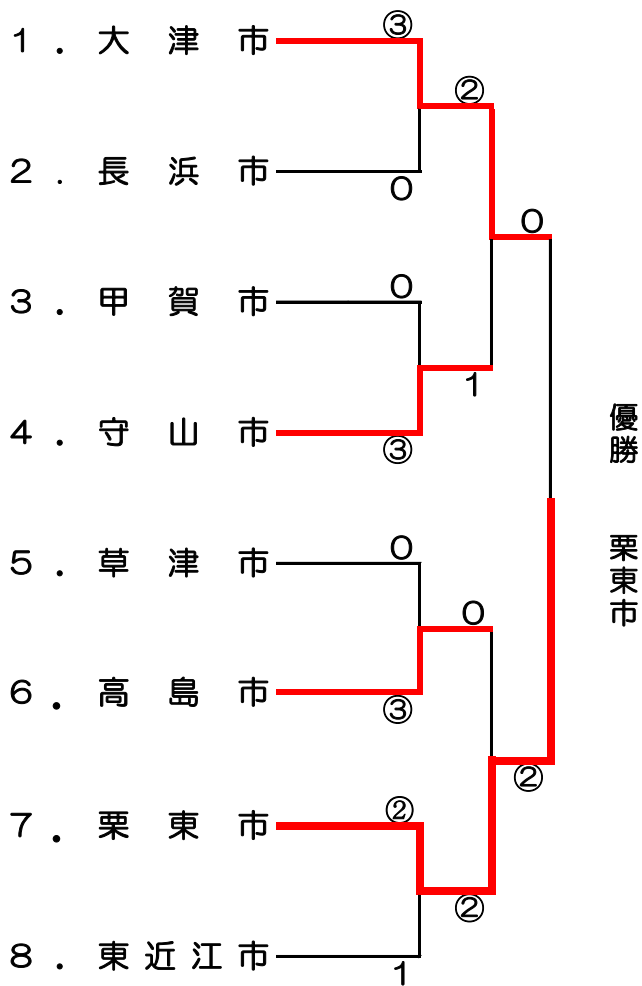 ③
1. 大津市
②
2. 長浜市
0
0
0
3. 甲賀市
1
4. 守山市
③
優勝 栗東市
0
5. 草津市
0
6. 高島市
③
②
②
7. 栗東市
②
8. 東近江市
1